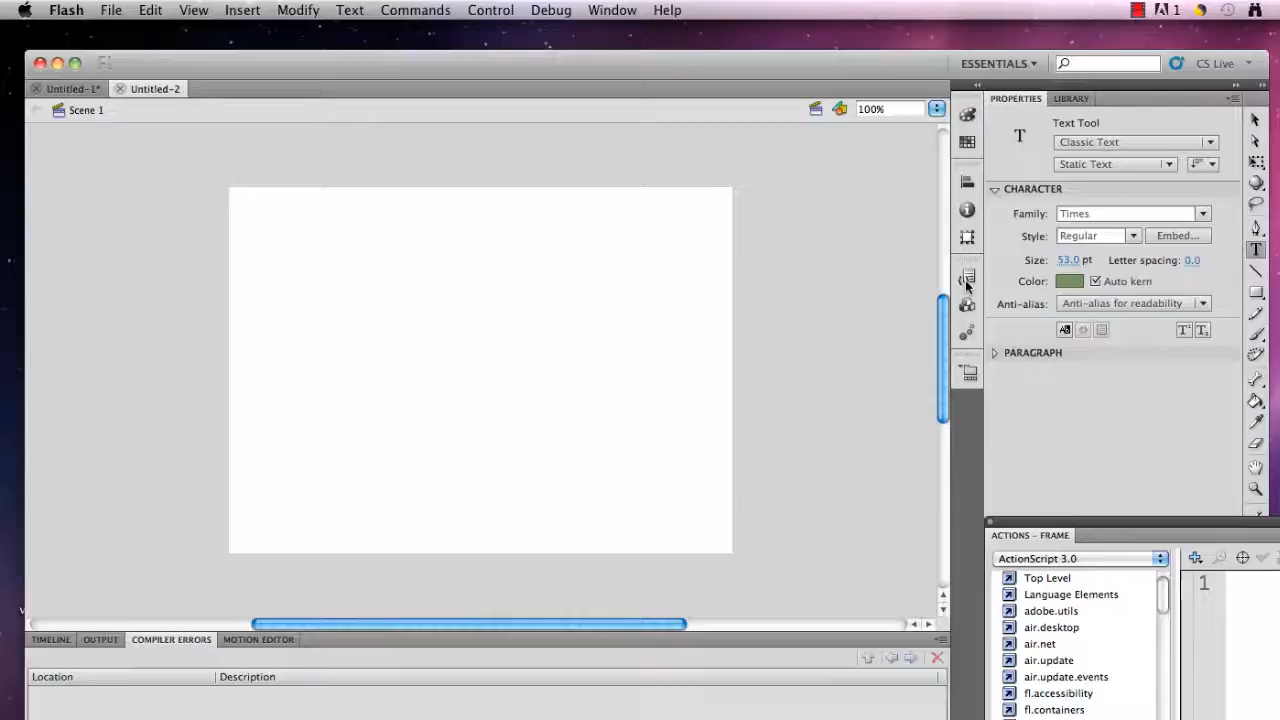 Flash File Edit View Insert Modify Text Commands Control Debug Window Help 1
ESSENTIALS CS Live
Untitled-1* Untitled-2
Scene 1 100%
PROPERTIES LIBRARY
T Text Tool
Classic Text
Static Text
CHARACTER
Family: Times
Style: Regular Embed...
Size: 53.0 pt Letter spacing: 0.0
Color: Auto kern
Anti-alias: Anti-alias for readability
PARAGRAPH
ACTIONS - FRAME
ActionScript 3.0
Top Level
Language Elements
adobe.utils
air.desktop
air.net
air.update
air.update.events
fl.accessibility
fl.containers
1
TIMELINE OUTPUT COMPILER ERRORS MOTION EDITOR
Location Description